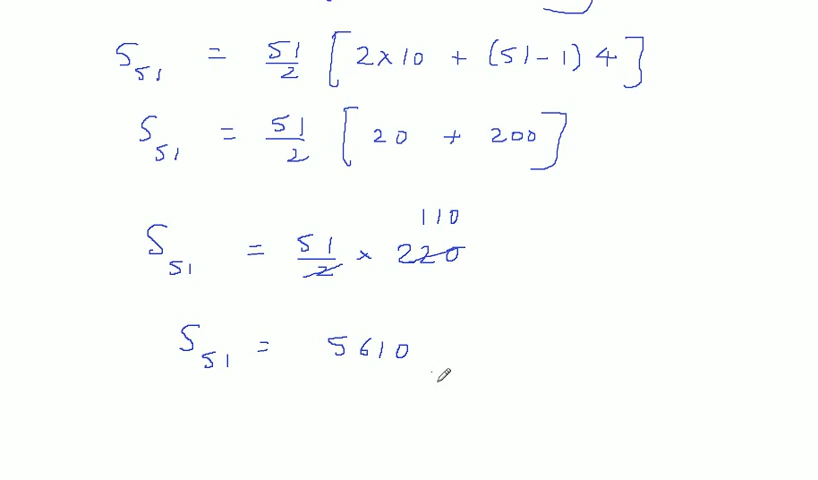 S51 = 51/2 [2×10 + (51-1)4]
S51 = 51/2 [20 + 200]
110
S51 = 51/2 × 220
S51 = 5610